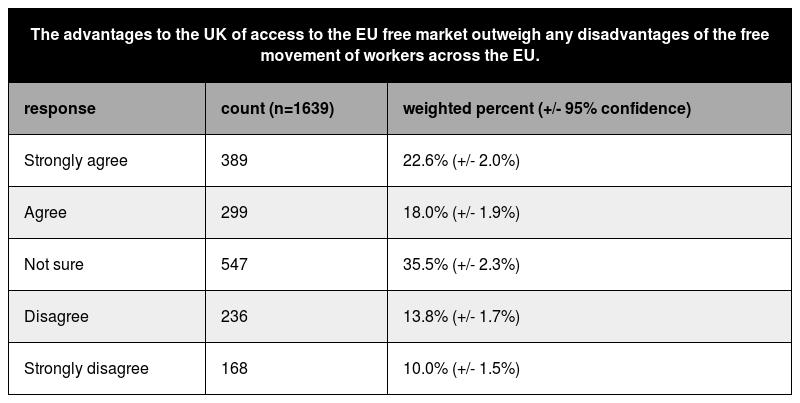 The advantages to the UK of access to the EU free market outweigh any disadvantages of the free
movement of workers across the EU.
response count (n=1639) weighted percent (+/- 95% confidence)
Strongly agree 389 22.6% (+/- 2.0%)
Agree 299 18.0% (+/- 1.9%)
Not sure 547 35.5% (+/- 2.3%)
Disagree 236 13.8% (+/- 1.7%)
Strongly disagree 168 10.0% (+/- 1.5%)